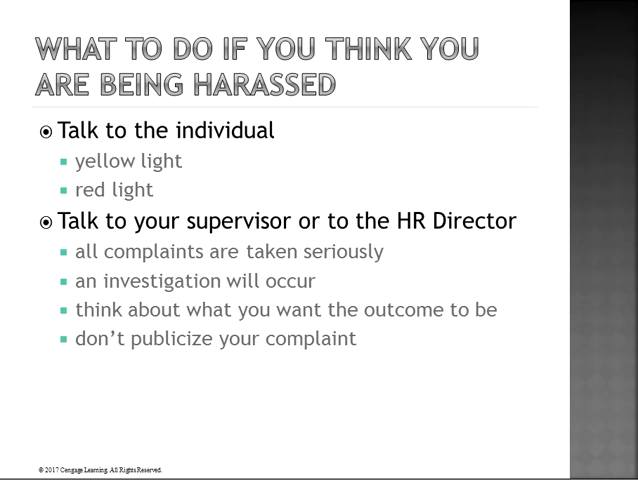 WHAT TO DO IF YOU THINK YOU
ARE BEING HARASSED
Talk to the individual
yellow light
red light
Talk to your supervisor or to the HR Director
all complaints are taken seriously
an investigation will occur
think about what you want the outcome to be
don’t publicize your complaint
© 2017 Cengage Learning. All Rights Reserved.